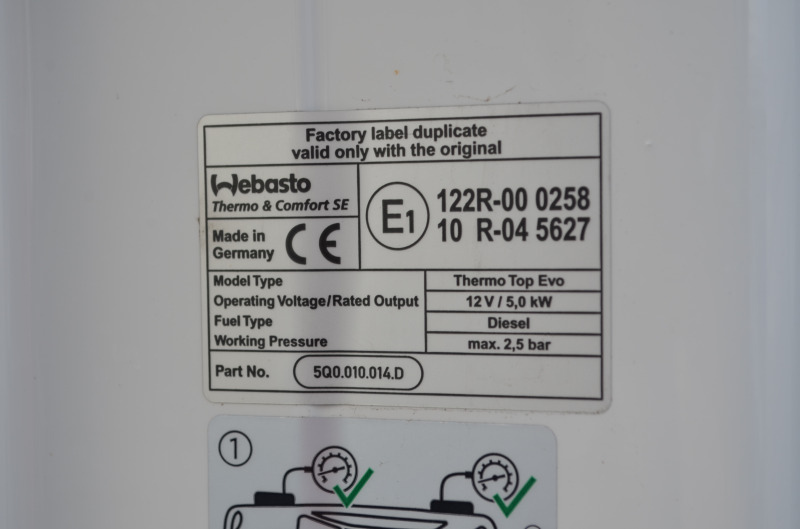 Factory label duplicate
valid only with the original
Webasto
Thermo & Comfort SE
Made in
Germany
CE
E1
122R-00 0258
10 R-04 5627
Model Type
Thermo Top Evo
Operating Voltage/Rated Output
12 V / 5,0 kW
Fuel Type
Diesel
Working Pressure
max. 2,5 bar
Part No.
5Q0.010.014.D
1